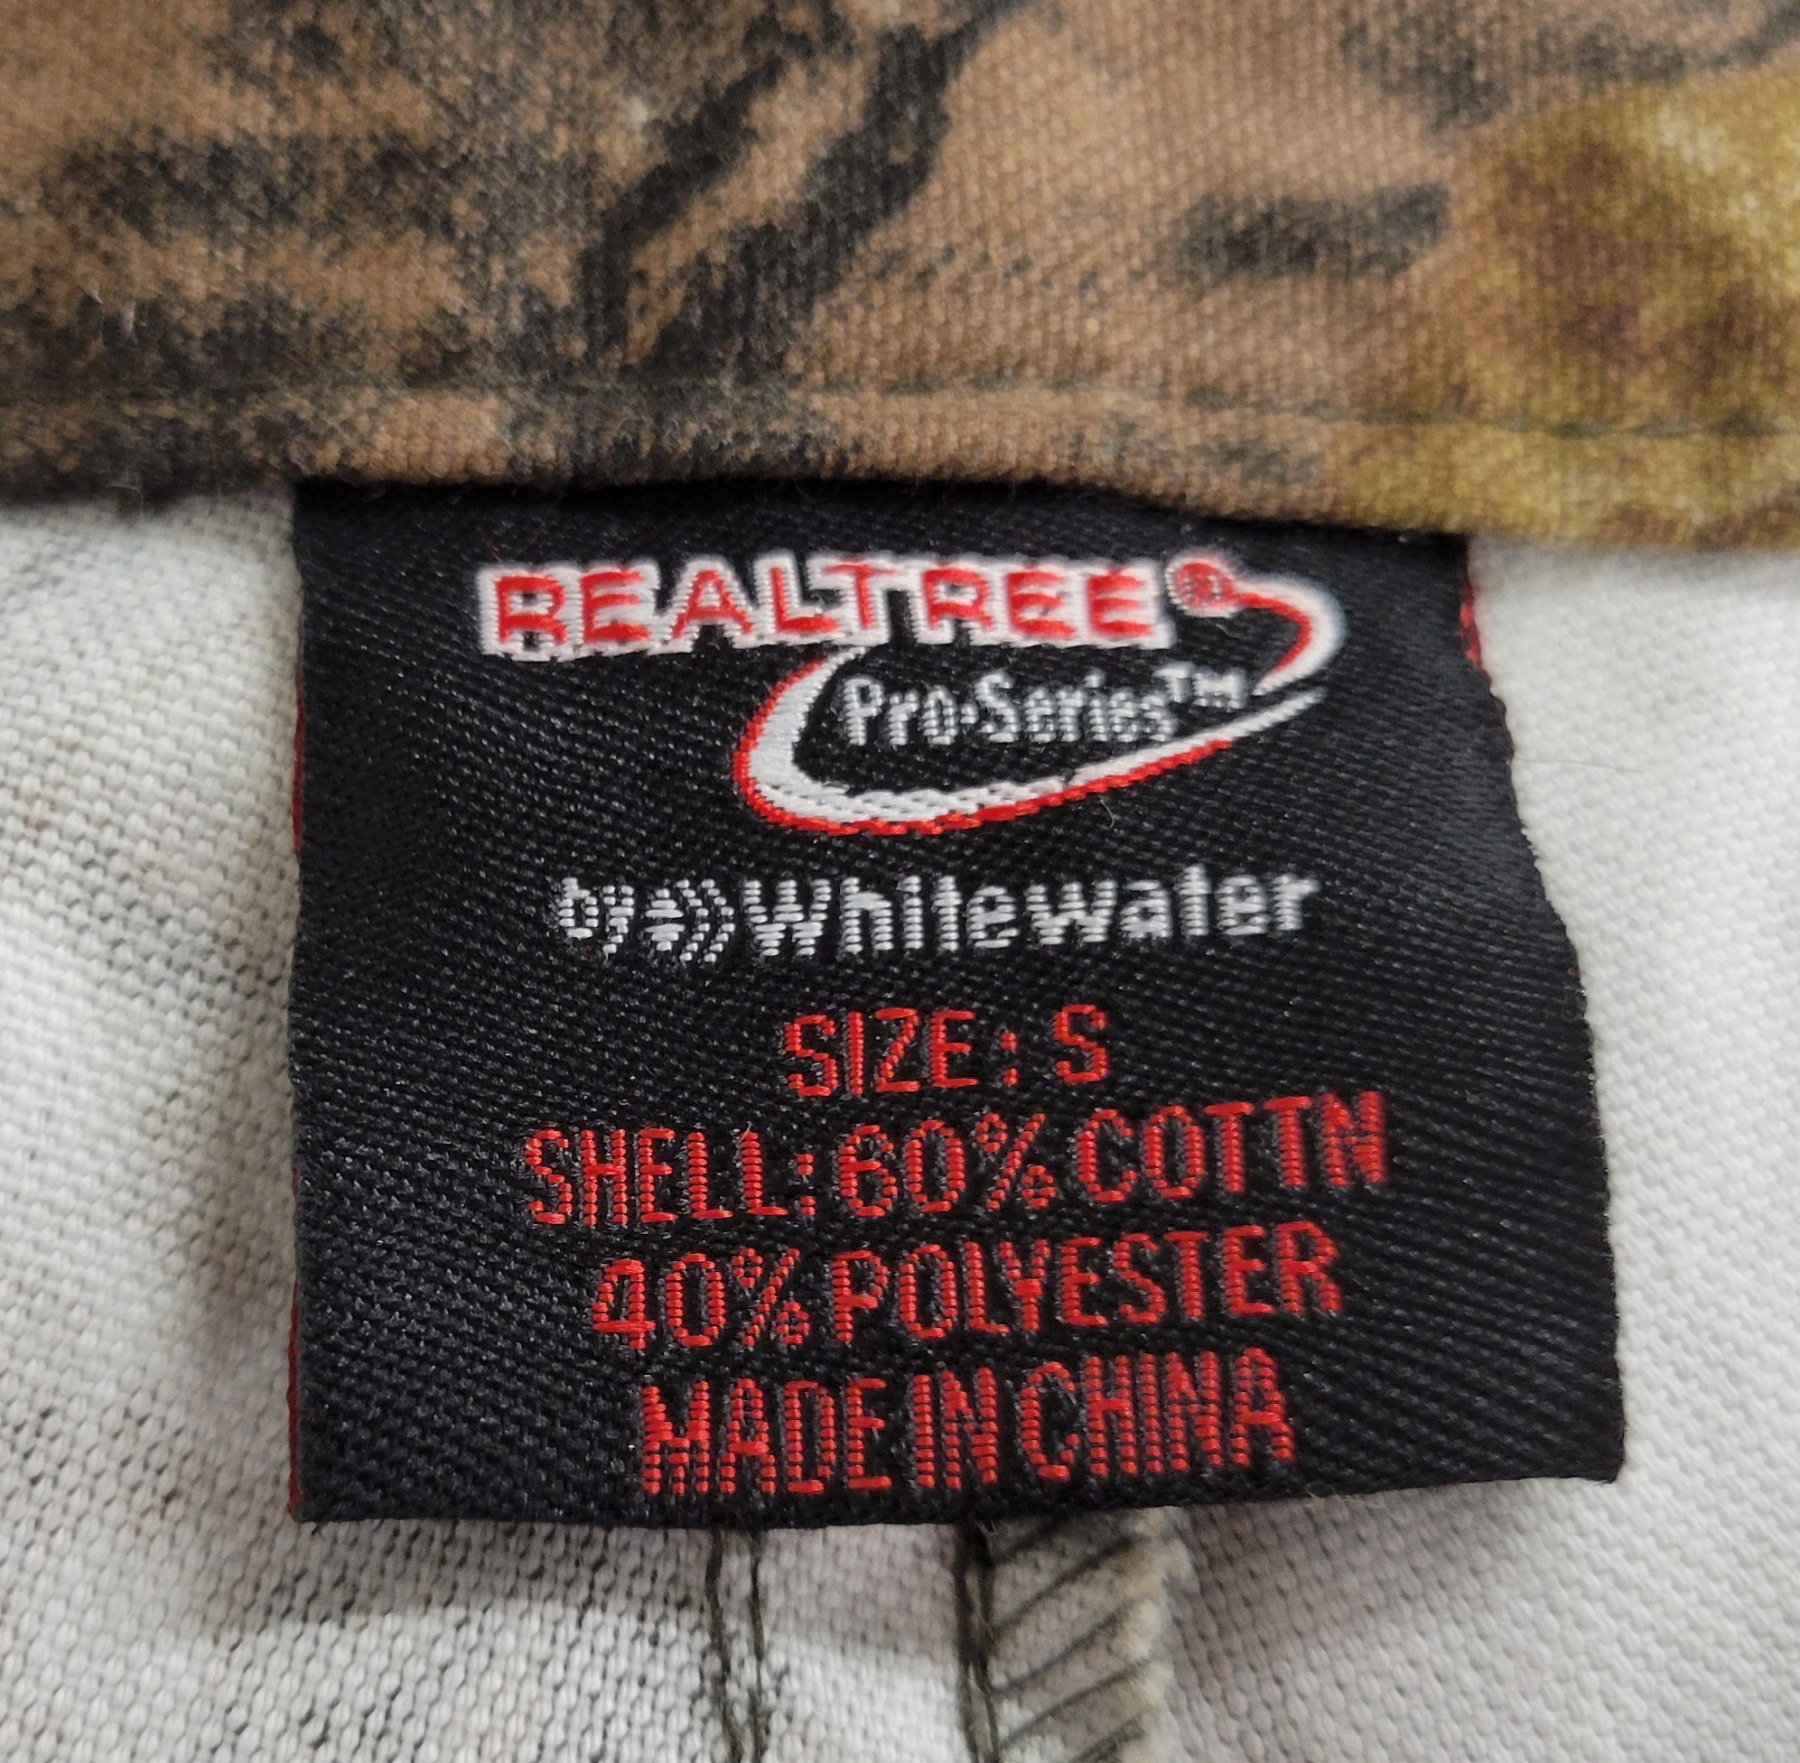 REALTREE®
Pro-Series™
by Whitewater
SIZE: S
SHELL: 60% COTTN
40% POLYESTER
MADE IN CHINA